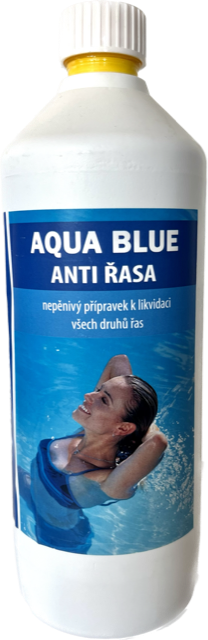 AQUA BLUE
ANTI ŘASA
nepěnivý přípravek k likvidaci
všech druhů řas